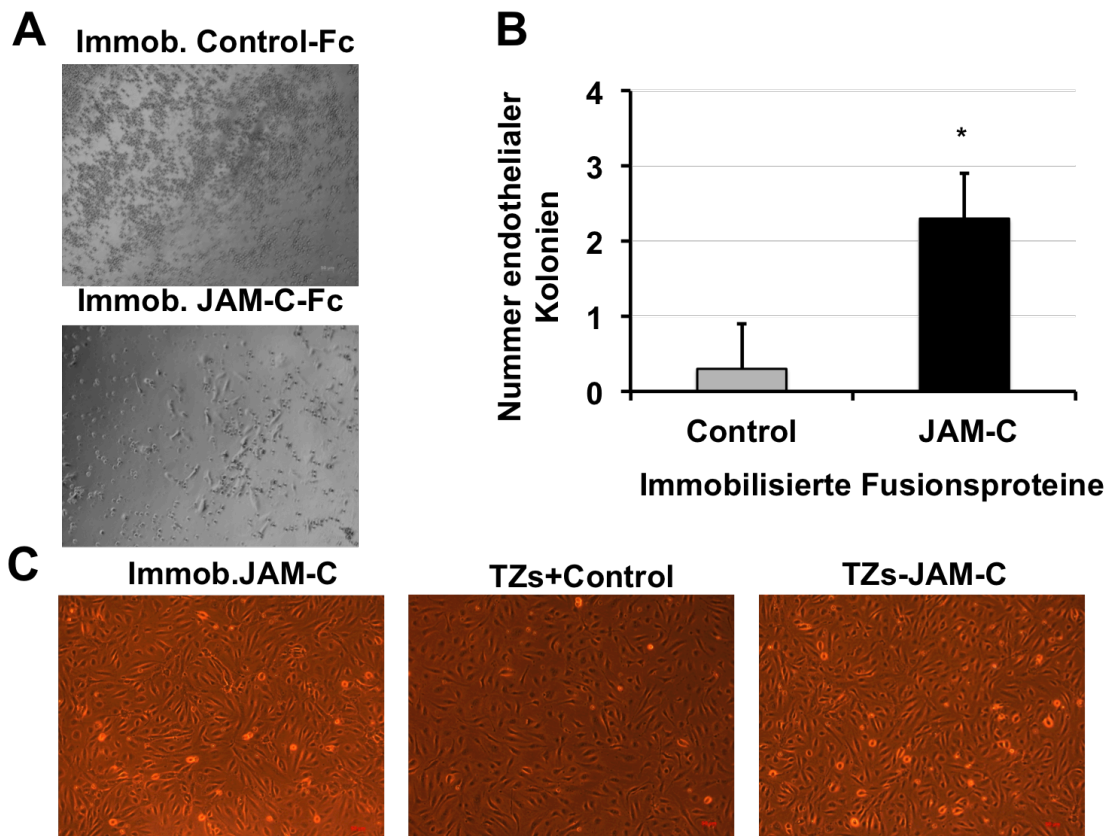 A
Immob. Control-Fc
Immob. JAM-C-Fc
B
Nummer endothelialer
Kolonien
4
3
2
1
0
*
Control
JAM-C
Immobilisierte Fusionsproteine
C
Immob.JAM-C
TZs+Control
TZs-JAM-C